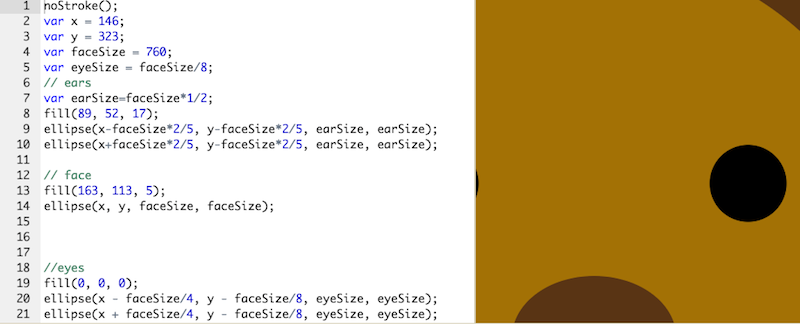 1 noStroke();
2 var x = 146;
3 var y = 323;
4 var faceSize = 760;
5 var eyeSize = faceSize/8;
6 // ears
7 var earSize=faceSize*1/2;
8 fill(89, 52, 17);
9 ellipse(x-faceSize*2/5, y-faceSize*2/5, earSize, earSize);
10 ellipse(x+faceSize*2/5, y-faceSize*2/5, earSize, earSize);
11
12 // face
13 fill(163, 113, 5);
14 ellipse(x, y, faceSize, faceSize);
15
16
17
18 //eyes
19 fill(0, 0, 0);
20 ellipse(x - faceSize/4, y - faceSize/8, eyeSize, eyeSize);
21 ellipse(x + faceSize/4, y - faceSize/8, eyeSize, eyeSize);